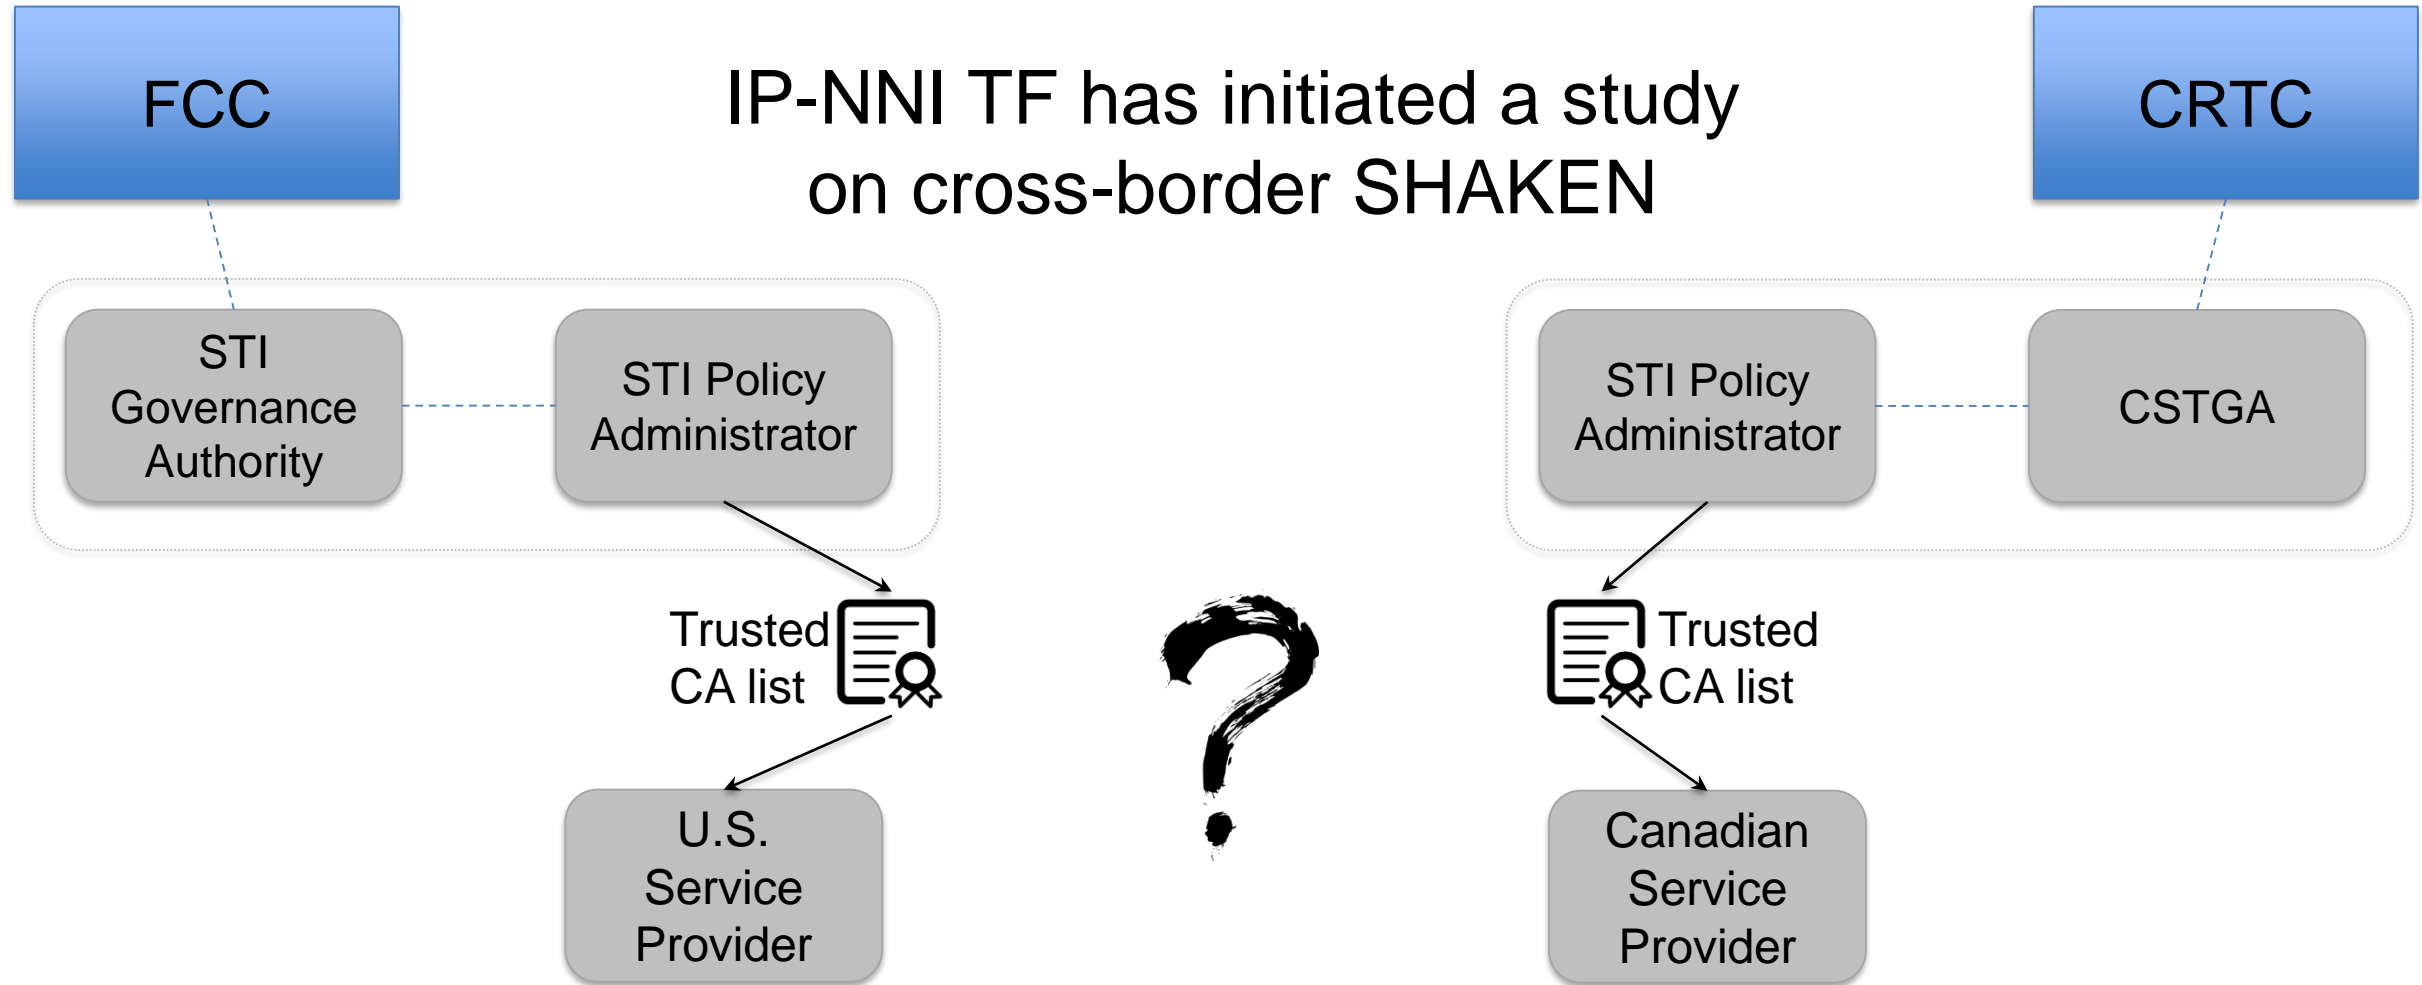 FCC
IP-NNI TF has initiated a study
on cross-border SHAKEN
CRTC
STI
Governance
Authority
STI Policy
Administrator
STI Policy
Administrator
CSTGA
Trusted
CA list
?
Trusted
CA list
U.S.
Service
Provider
Canadian
Service
Provider